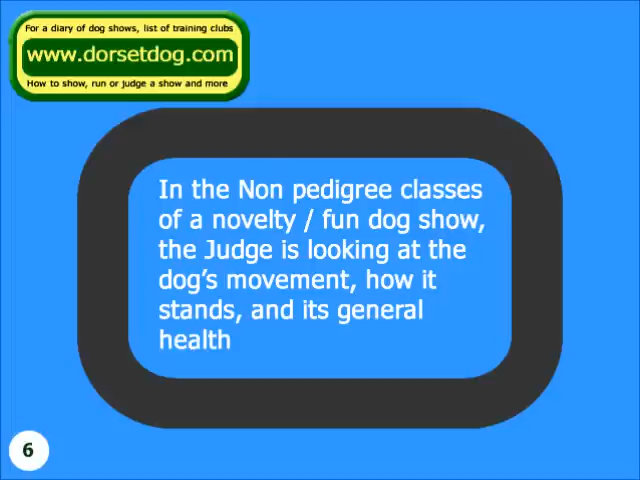 For a diary of dog shows, list of training clubs
www.dorsetdog.com
How to show, run or judge a show and more
In the Non pedigree classes
of a novelty / fun dog show,
the Judge is looking at the
dog's movement, how it
stands, and its general
health
6